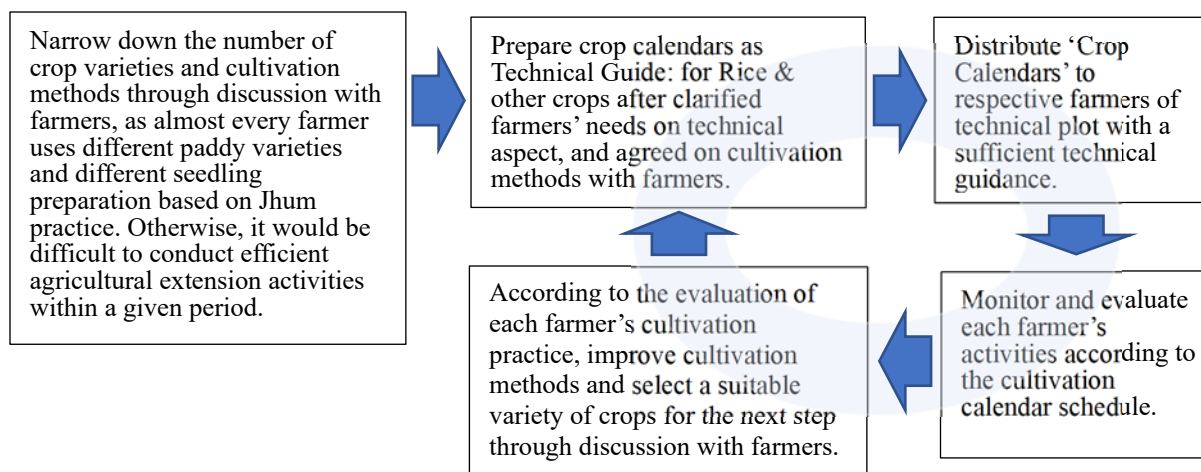 Narrow down the number of
crop varieties and cultivation
methods through discussion with
farmers, as almost every farmer
uses different paddy varieties
and different seedling
preparation based on Jhum
practice. Otherwise, it would be
difficult to conduct efficient
agricultural extension activities
within a given period.
Prepare crop calendars as
Technical Guide: for Rice &
other crops after clarified
farmers’ needs on technical
aspect, and agreed on cultivation
methods with farmers.
Distribute ‘Crop
Calendars’ to
respective farmers of
technical plot with a
sufficient technical
guidance.
Monitor and evaluate
each farmer’s
activities according to
the cultivation
calendar schedule.
According to the evaluation of
each farmer’s cultivation
practice, improve cultivation
methods and select a suitable
variety of crops for the next step
through discussion with farmers.